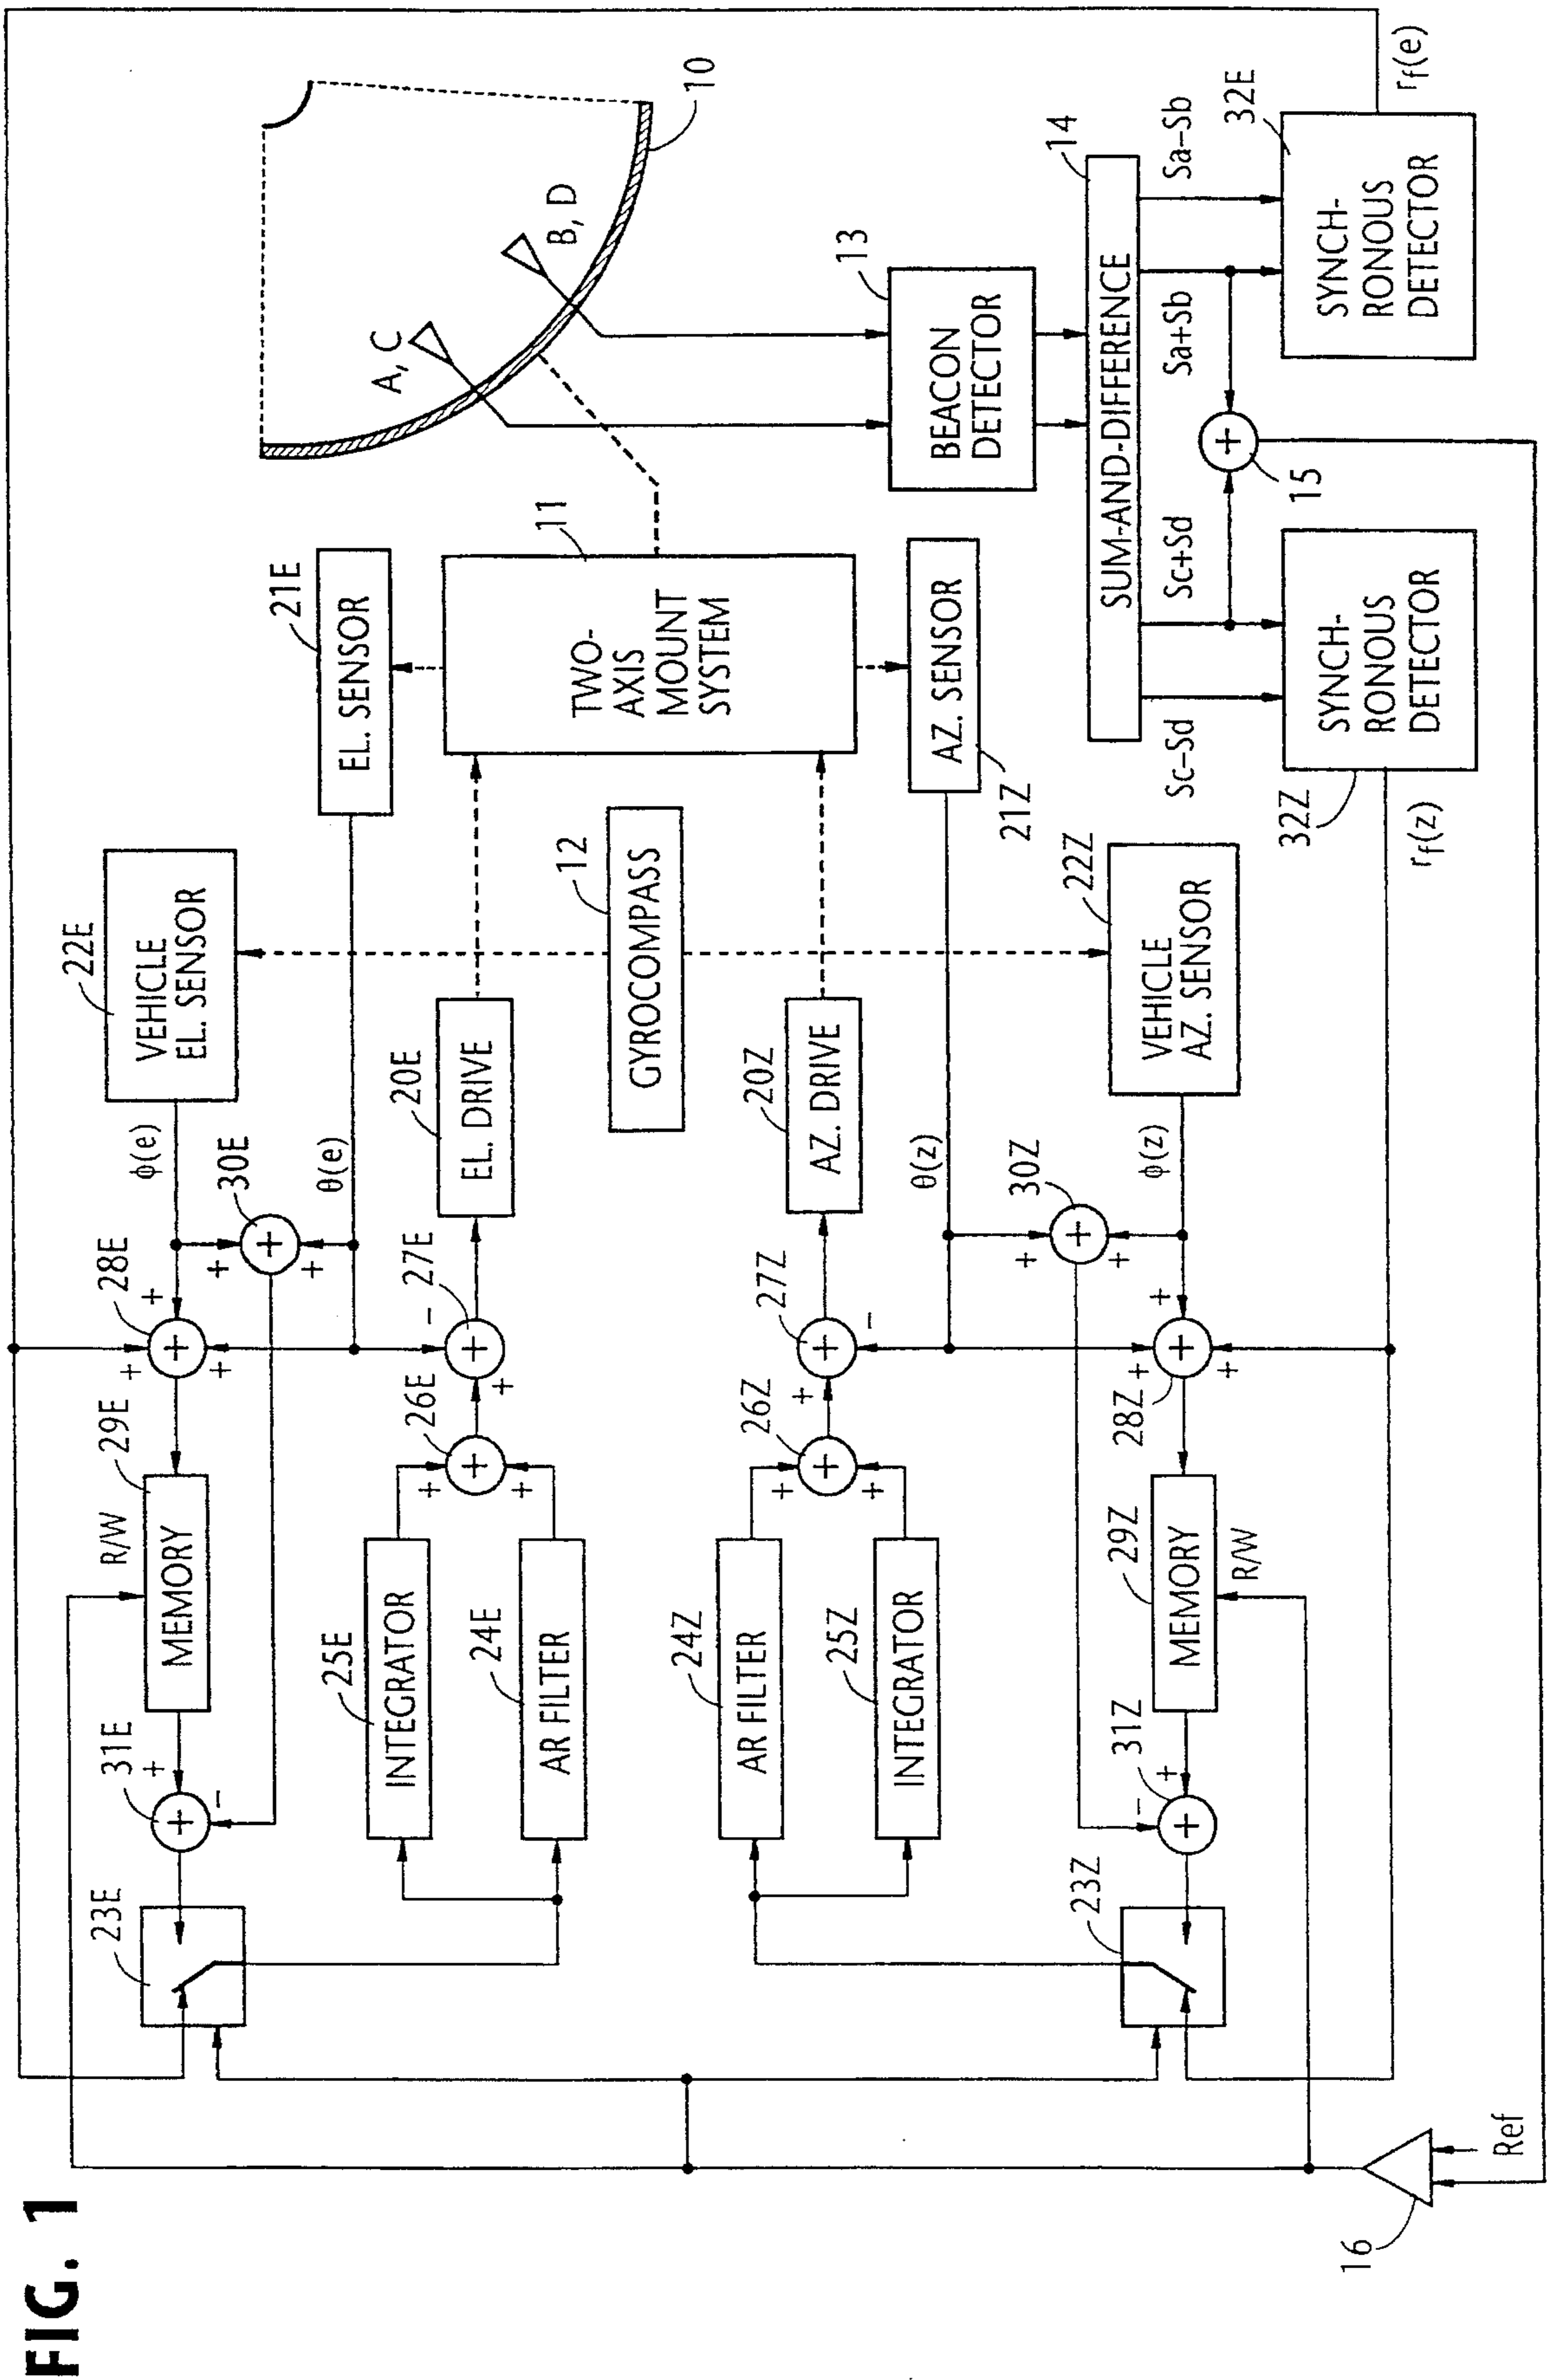 FIG. 1
10
A, C
B, D
11
TWO-
AXIS
MOUNT
SYSTEM
21E
EL. SENSOR
AZ. SENSOR
21Z
12
GYROCOMPASS
22E
VEHICLE
EL. SENSOR
22Z
VEHICLE
AZ. SENSOR
13
BEACON
DETECTOR
14
SUM-AND-DIFFERENCE
Sa–Sb
Sa+Sb
Sc+Sd
Sc–Sd
15
32E
SYNCH-
RONOUS
DETECTOR
rf(e)
32Z
SYNCH-
RONOUS
DETECTOR
rf(z)
ϕ(e)
30E
+
+
+
θ(e)
28E
+
+
+
+
20E
EL. DRIVE
27E
–
+
+
26E
+
+
+
20Z
AZ. DRIVE
27Z
+
–
+
26Z
+
+
+
θ(z)
30Z
+
+
+
ϕ(z)
28Z
+
+
+
+
29E
R/W
MEMORY
31E
+
–
+
23E
25E
INTEGRATOR
24E
AR FILTER
24Z
AR FILTER
25Z
INTEGRATOR
29Z
MEMORY
R/W
31Z
+
–
+
23Z
+
16
Ref